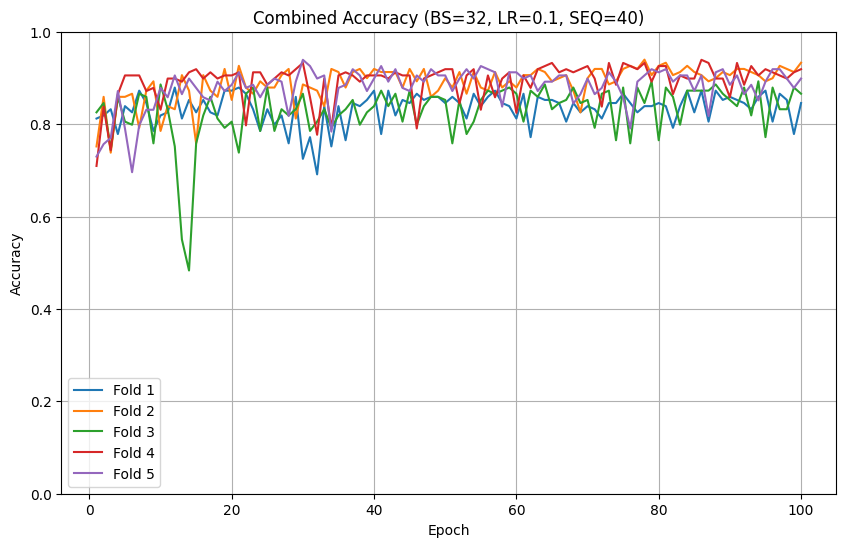 Combined Accuracy (BS=32, LR=0.1, SEQ=40)
1.0
0.8
0.6
0.4
0.2
0.0
Accuracy
Fold 1
Fold 2
Fold 3
Fold 4
Fold 5
0 20 40 60 80 100
Epoch